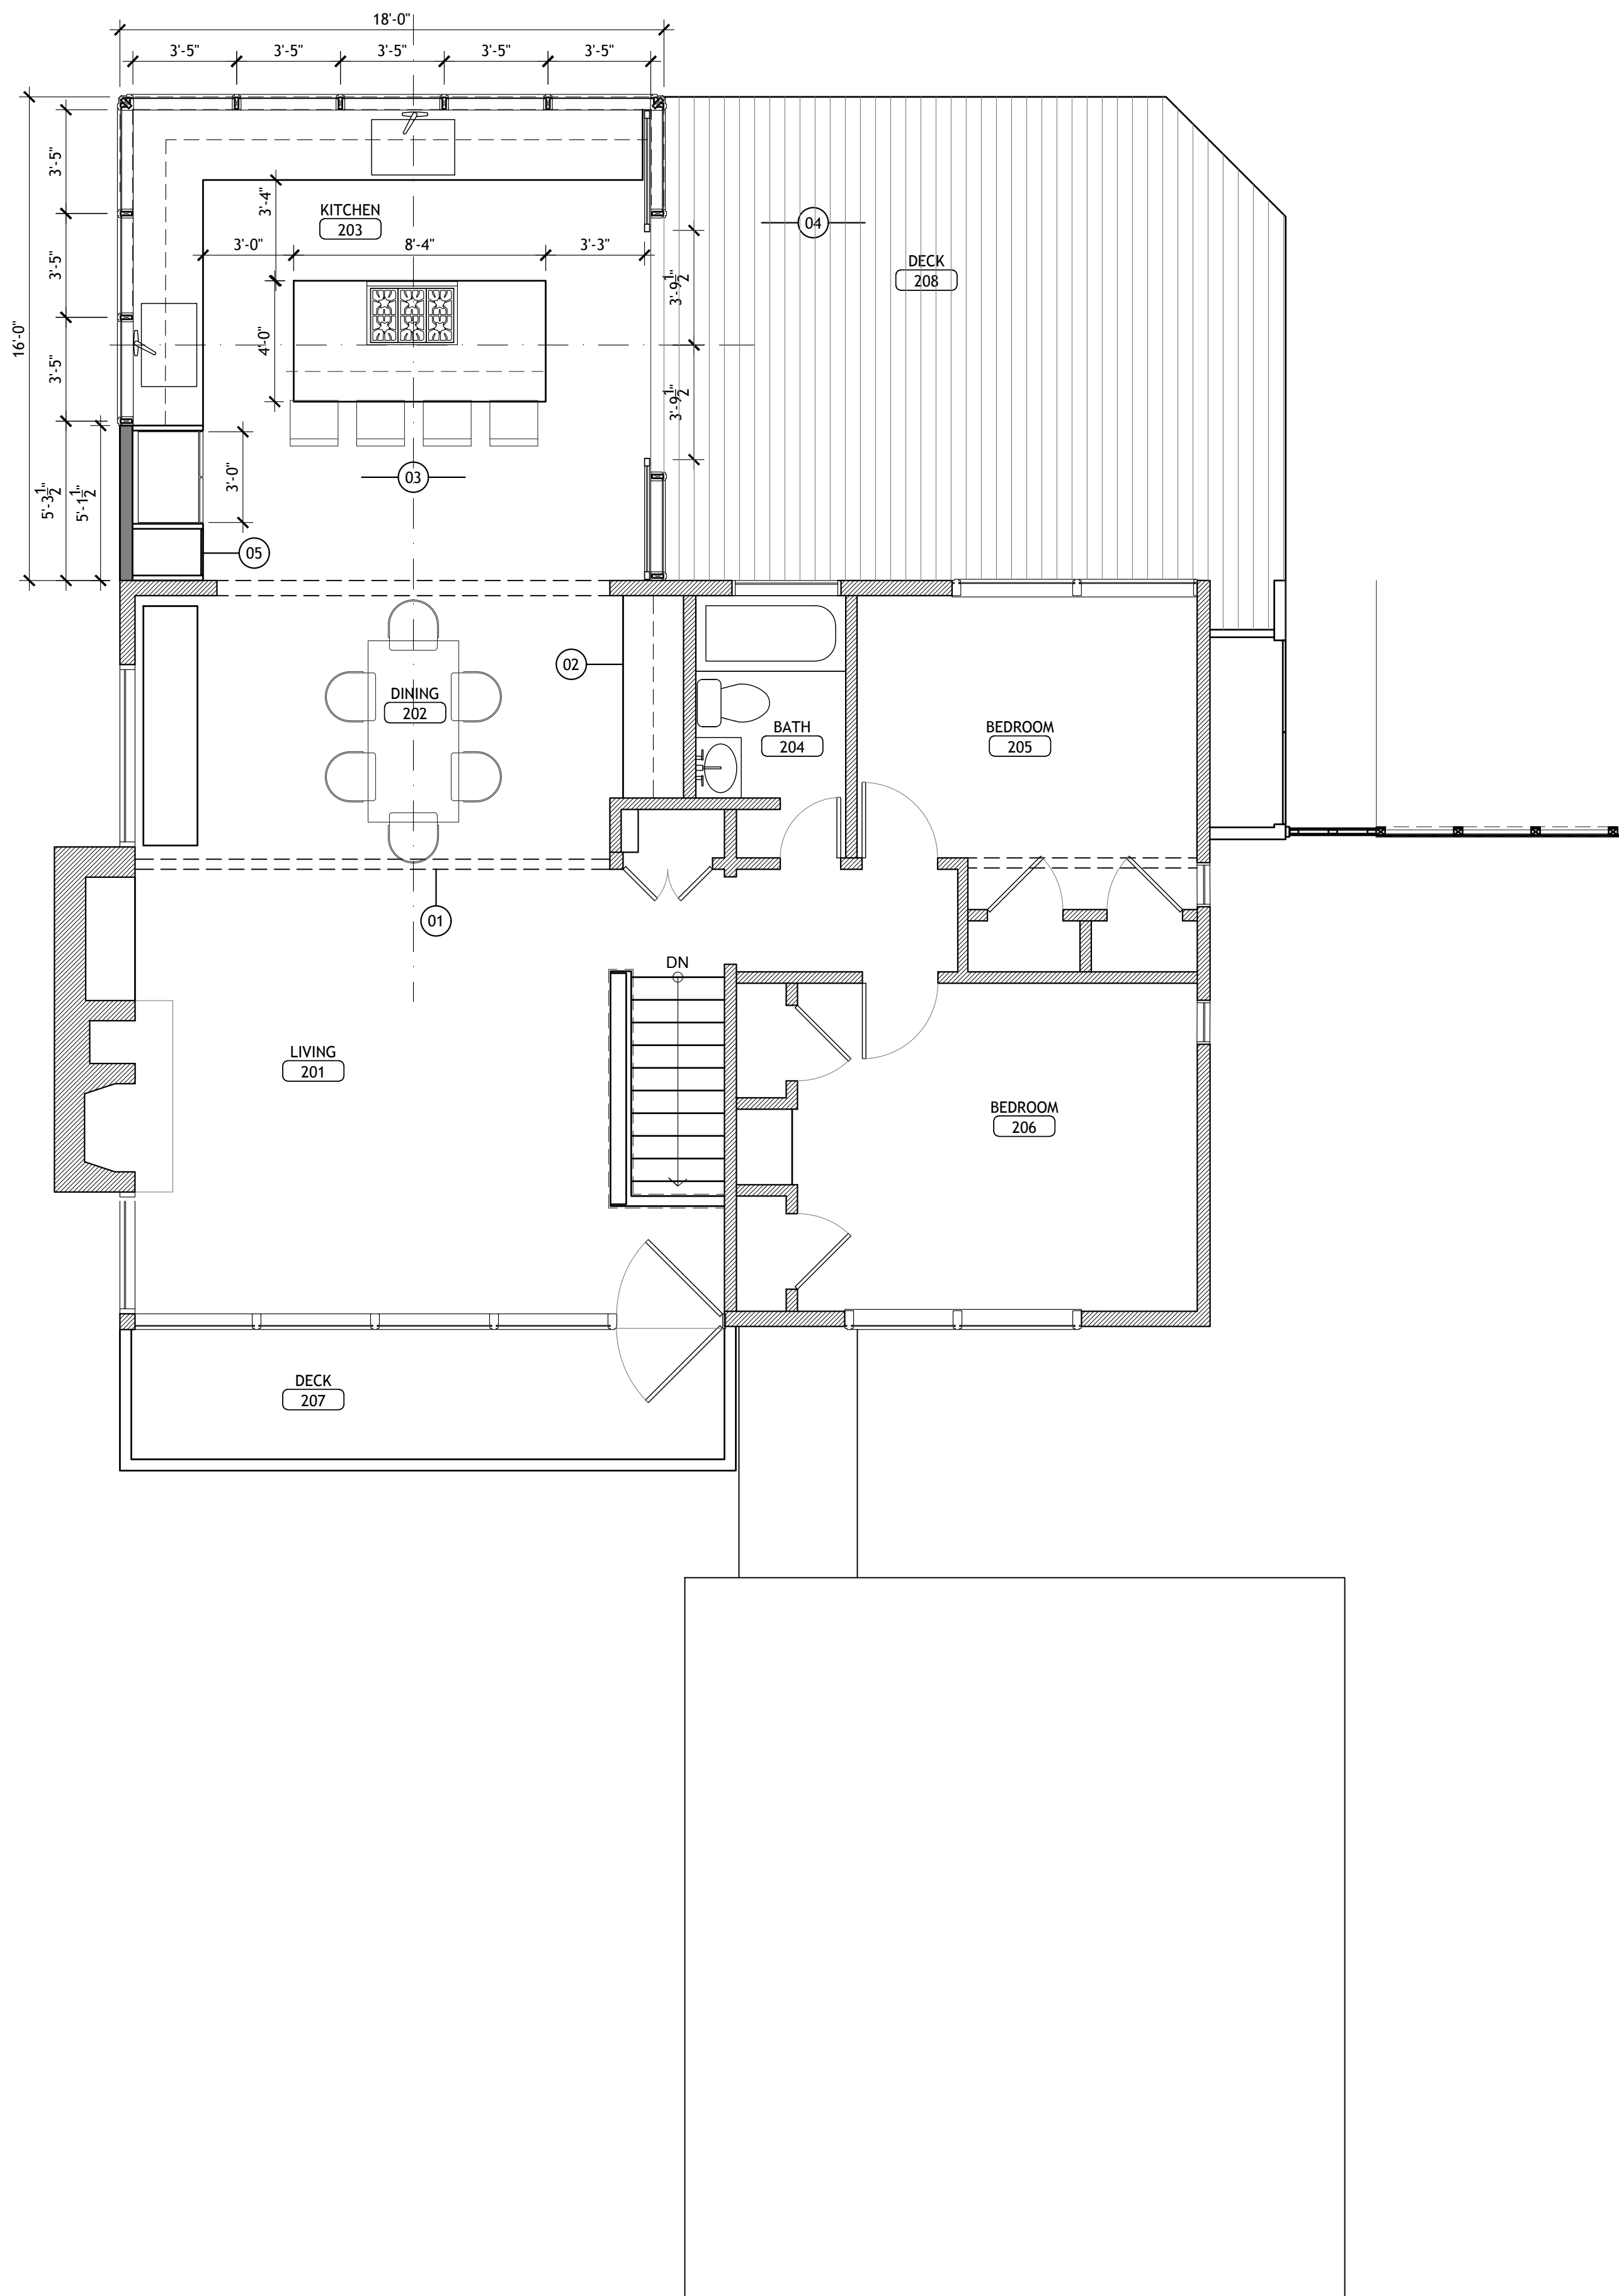 18'-0"
3'-5" 3'-5" 3'-5" 3'-5" 3'-5"
16'-0"
3'-5"
3'-5"
3'-5"
5'-3 1/2"
5'-1 1/2"
3'-4"
KITCHEN
203
3'-0" 8'-4" 3'-3"
4'-0"
3'-9 1/2"
3'-9 1/2"
3'-0"
04
DECK
208
03
05
02
DINING
202
BATH
204
BEDROOM
205
01
DN
LIVING
201
BEDROOM
206
DECK
207